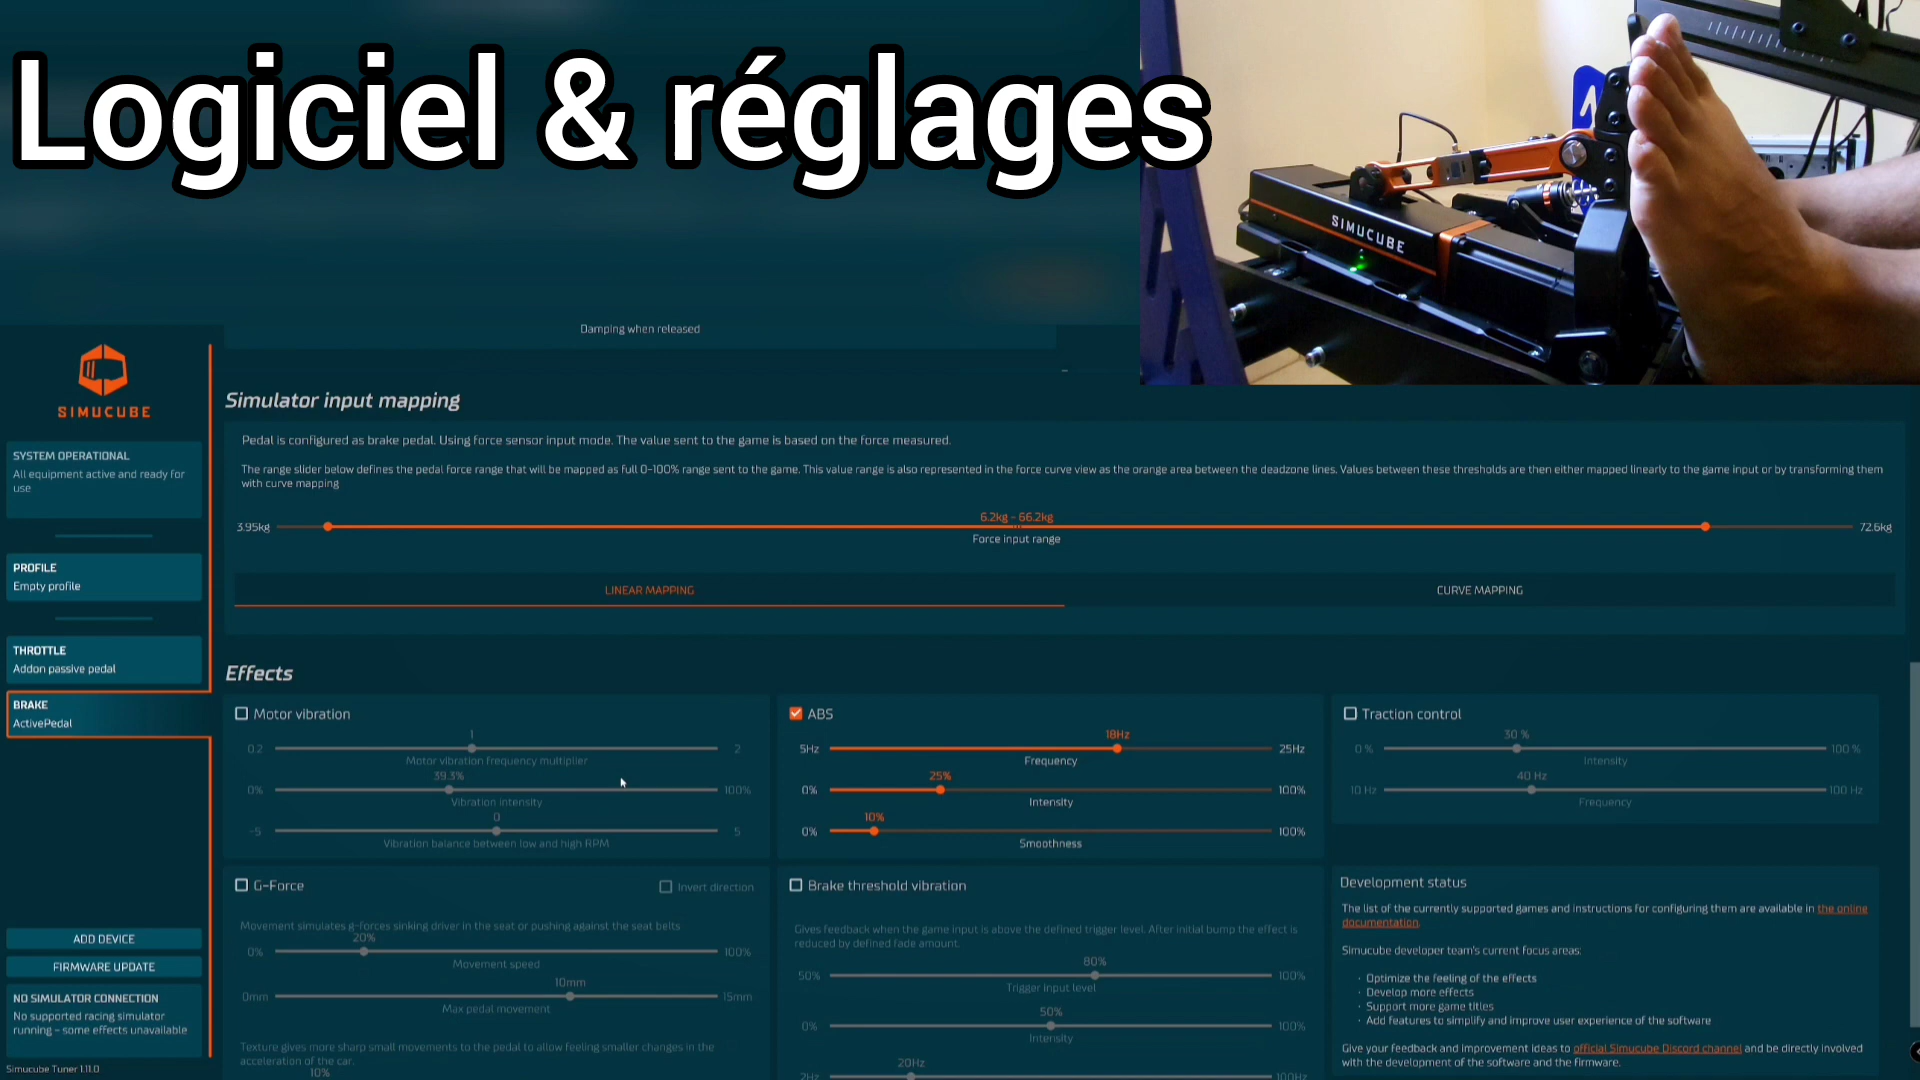 Logiciel & réglages
SIMUCUBE
Damping when released
SIMUCUBE
SYSTEM OPERATIONAL
All equipment active and ready for
use
PROFILE
Empty profile
THROTTLE
Addon passive pedal
BRAKE
ActivePedal
ADD DEVICE
FIRMWARE UPDATE
NO SIMULATOR CONNECTION
No supported racing simulator
running - some effects unavailable
Simucube Tuner 1.11.0
Simulator input mapping
Pedal is configured as brake pedal. Using force sensor input mode. The value sent to the game is based on the force measured.
The range slider below defines the pedal force range that will be mapped as full 0-100% range sent to the game. This value range is also represented in the force curve view as the orange area between the deadzone lines. Values between these thresholds are then either mapped linearly to the game input or by transforming them
with curve mapping
6.2kg - 66.2kg
3.95kg 72.6kg
Force input range
LINEAR MAPPING CURVE MAPPING
Effects
Motor vibration
1
0.2 2
Motor vibration frequency multiplier
39.3%
0% 100%
Vibration intensity
0
-5 5
Vibration balance between low and high RPM
ABS
18Hz
5Hz 25Hz
Frequency
25%
0% 100%
Intensity
10%
0% 100%
Smoothness
Traction control
30 %
0 % 100 %
Intensity
40 Hz
10 Hz 100 Hz
Frequency
G-Force Invert direction
Movement simulates g-forces sinking driver in the seat or pushing against the seat belts
20%
0% 100%
Movement speed
10mm
0mm 15mm
Max pedal movement
Texture gives more sharp small movements to the pedal to allow feeling smaller changes in the
acceleration of the car.
10%
Brake threshold vibration
Gives feedback when the game input is above the defined trigger level. After initial bump the effect is
reduced by defined fade amount.
80%
50% 100%
Trigger input level
50%
0% 100%
Intensity
20Hz
2Hz 100Hz
Development status
The list of the currently supported games and instructions for configuring them are available in the online
documentation.
Simucube developer team's current focus areas:
· Optimize the feeling of the effects
· Develop more effects
· Support more game titles
· Add features to simplify and improve user experience of the software
Give your feedback and improvement ideas to official Simucube Discord channel and be directly involved
with the development of the software and the firmware.